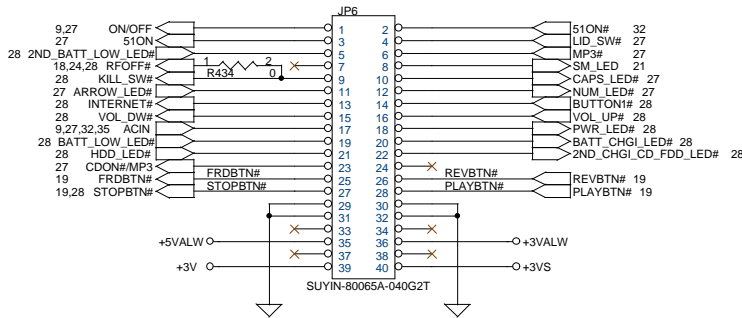 JP6
9,27 ON/OFF 1 2 51ON# 32
27 51ON 3 4 LID_SW# 27
28 2ND_BATT_LOW_LED# 5 6 MP3# 27
18,24,28 RFOFF# 1 2 7 8 SM_LED 21
28 KILL_SW# R434 0 9 10 CAPS_LED# 27
27 ARROW_LED# 11 12 NUM_LED# 27
28 INTERNET# 13 14 BUTTON1# 28
28 VOL_DW# 15 16 VOL_UP# 28
9,27,32,35 ACIN 17 18 PWR_LED# 28
28 BATT_LOW_LED# 19 20 BATT_CHGI_LED# 28
28 HDD_LED# 21 22 2ND_CHGI_CD_FDD_LED# 28
27 CDON#/MP3 23 24
19 FRDBTN# FRDBTN# 25 26 REVBTN# REVBTN# 19
19,28 STOPBTN# STOPBTN# 27 28 PLAYBTN# PLAYBTN# 19
29 30
31 32
33 34
+5VALW 35 36 +3VALW
37 38
+3V 39 40 +3VS
SUYIN-80065A-040G2T